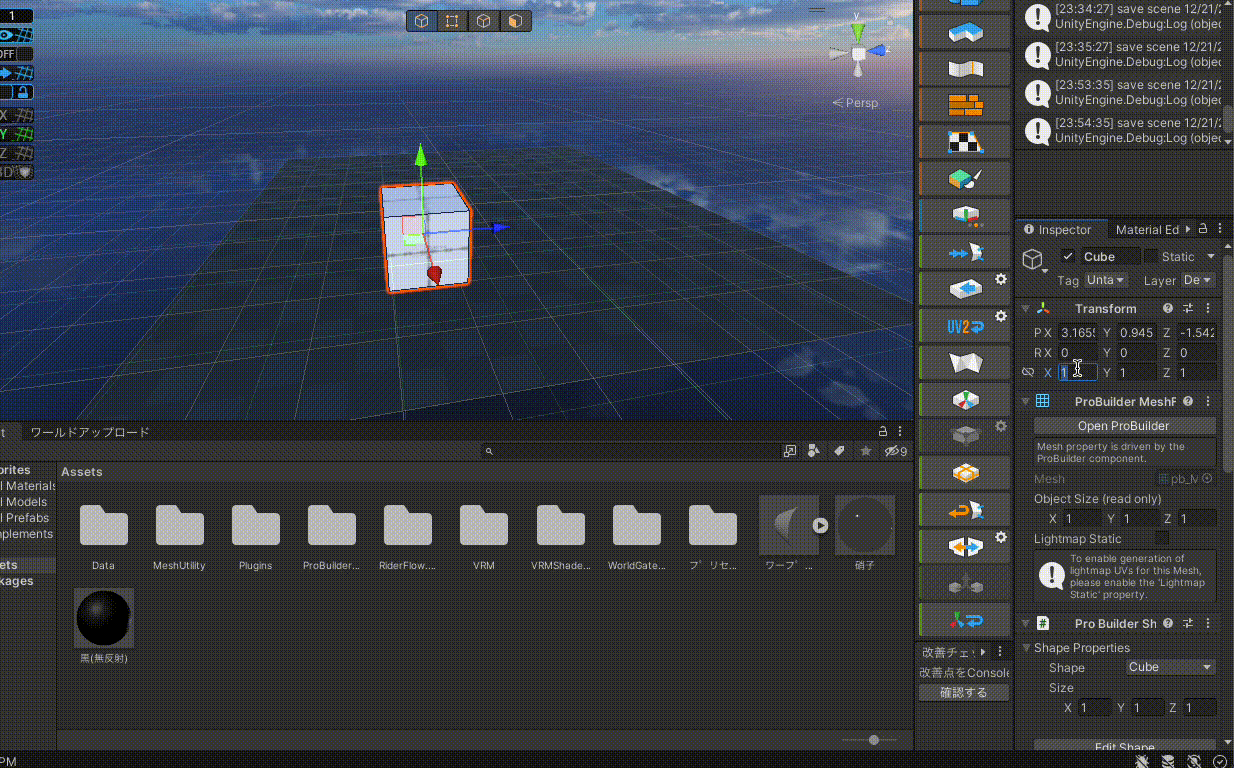 1
OFF
X
Y
Z
3D
y
Persp
ワールドアップロード
9
Assets
Data
MeshUtility
Plugins
ProBuilder...
RiderFlow....
VRM
VRMShade...
WorldGate...
プリセ...
ワープ ...
硝子
黒(無反射)
PM
UV2
改善チェッ
改善点をConsole
確認する
[23:34:27] save scene 12/21/2
UnityEngine.Debug:Log (objec
[23:35:27] save scene 12/21/2
UnityEngine.Debug:Log (objec
[23:53:35] save scene 12/21/2
UnityEngine.Debug:Log (objec
[23:54:35] save scene 12/21/2
UnityEngine.Debug:Log (objec
Inspector Material Ed
Cube Static
Tag Unta Layer De
Transform
P X 3.1655 Y 0.945 Z -1.542
R X 0 Y 0 Z 0
X 1 Y 1 Z 1
ProBuilder MeshF
Open ProBuilder
Mesh property is driven by the
ProBuilder component.
Mesh pb_M
Object Size (read only)
X 1 Y 1 Z 1
Lightmap Static
To enable generation of
lightmap UVs for this Mesh,
please enable the 'Lightmap
Static' property.
# Pro Builder Sh
Shape Properties
Shape Cube
Size
X 1 Y 1 Z 1
Edit Shape